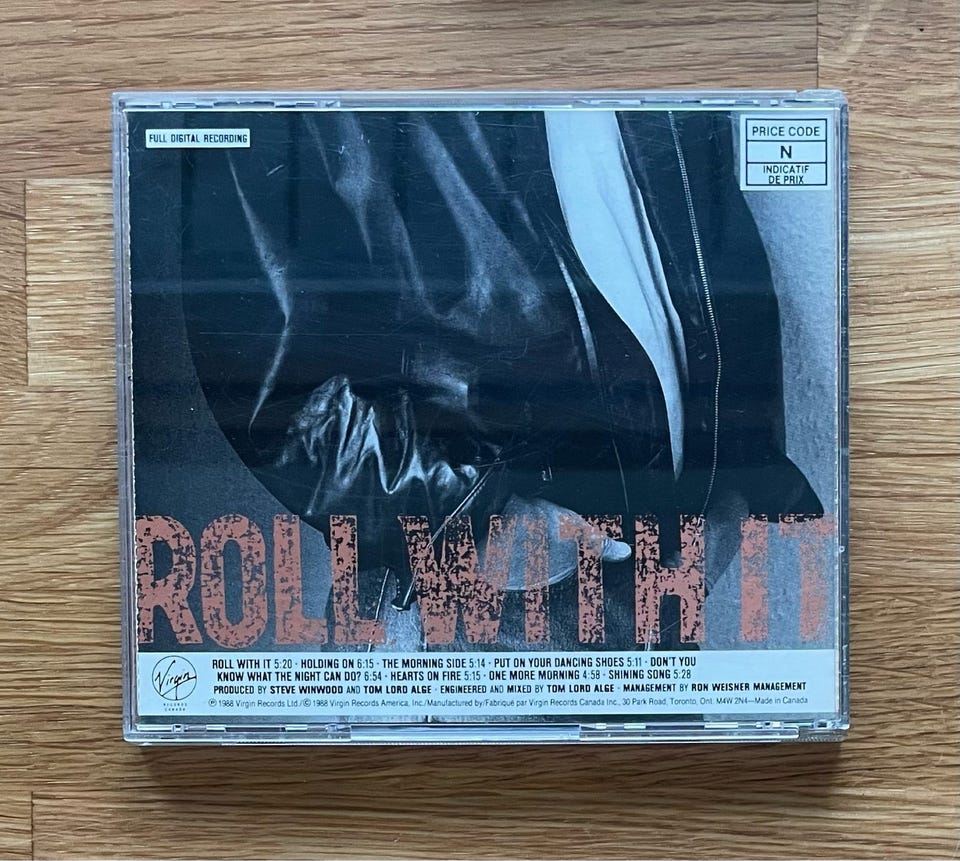 FULL DIGITAL RECORDING
PRICE CODE
N
INDICATIF
DE PRIX
ROLL WITH IT
ROLL WITH IT 5:20 · HOLDING ON 6:15 · THE MORNING SIDE 5:14 · PUT ON YOUR DANCING SHOES 5:11 · DON'T YOU
KNOW WHAT THE NIGHT CAN DO? 6:54 · HEARTS ON FIRE 5:15 · ONE MORE MORNING 4:58 · SHINING SONG 5:28
PRODUCED BY STEVE WINWOOD AND TOM LORD ALGE · ENGINEERED AND MIXED BY TOM LORD ALGE · MANAGEMENT BY RON WEISNER MANAGEMENT
℗ 1988 Virgin Records Ltd./© 1988 Virgin Records America, Inc./Manufactured by/Fabriqué par Virgin Records Canada Inc., 30 Park Road, Toronto, Ont. M4W 2N4—Made in Canada
Virgin
RECORDS
CANADA